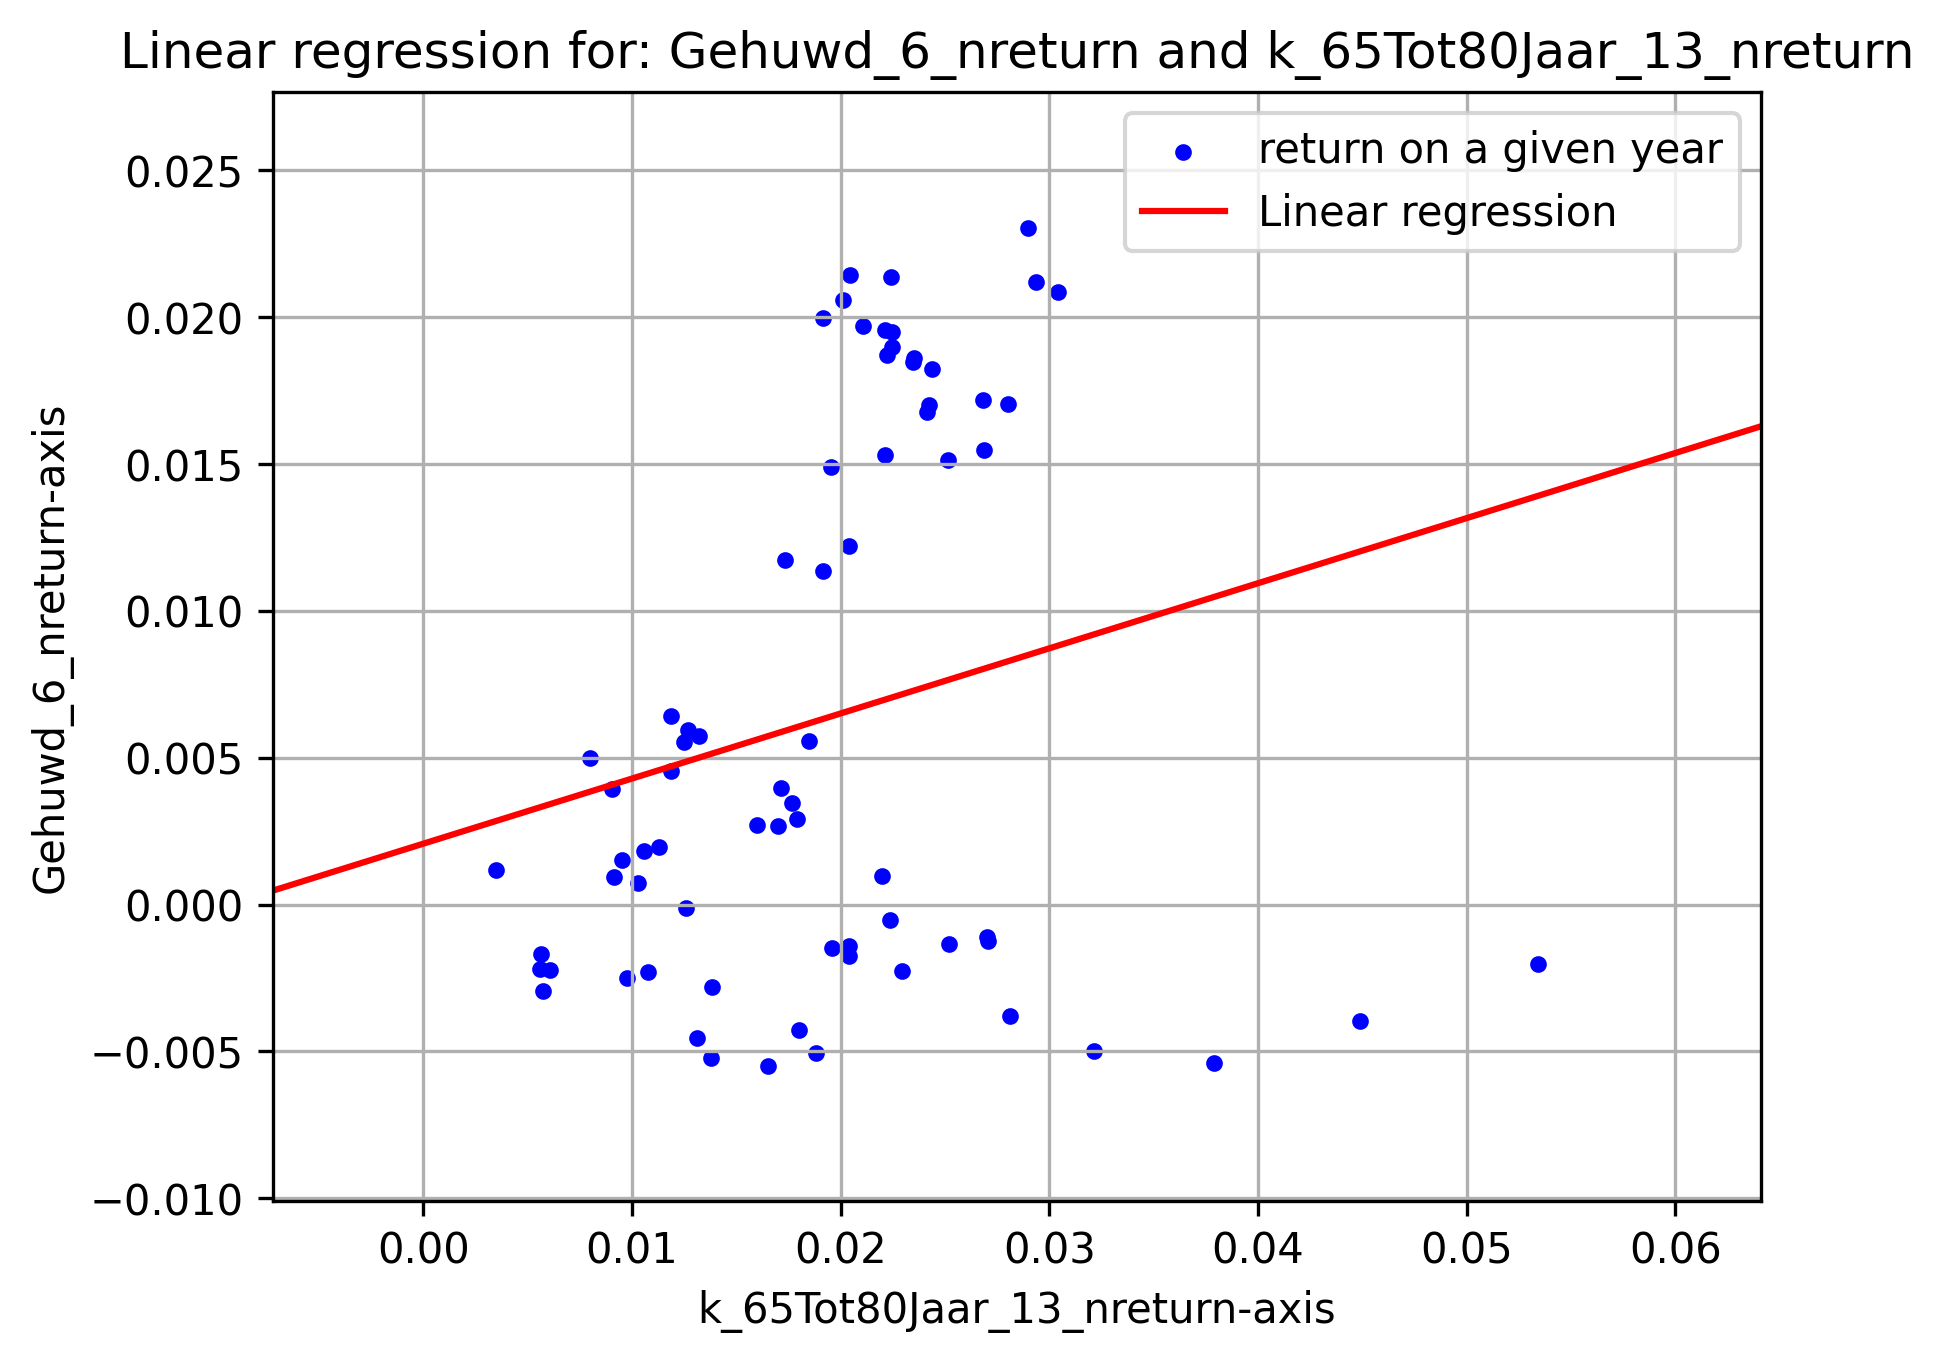 Linear regression for: Gehuwd_6_nreturn and k_65Tot80Jaar_13_nreturn
return on a given year
Linear regression
0.025
0.020
0.015
0.010
0.005
0.000
−0.005
−0.010
Gehuwd_6_nreturn-axis
0.00 0.01 0.02 0.03 0.04 0.05 0.06
k_65Tot80Jaar_13_nreturn-axis